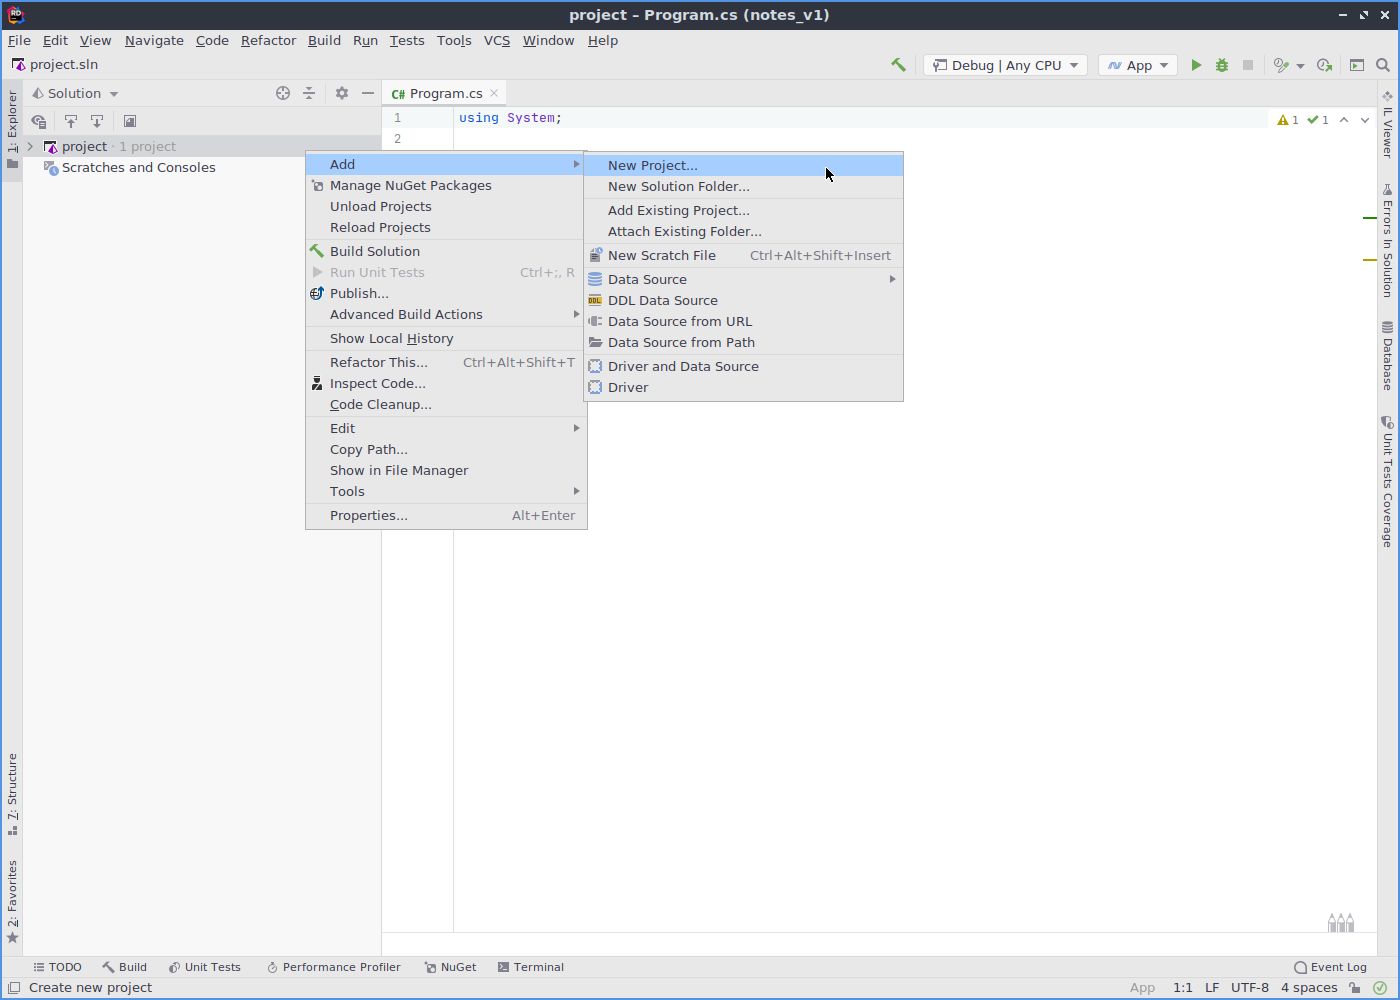 project – Program.cs (notes_v1)
File Edit View Navigate Code Refactor Build Run Tests Tools VCS Window Help
project.sln
Debug | Any CPU
App
1: Explorer
Solution
C# Program.cs
1 using System;
2
1
1
project · 1 project
Scratches and Consoles
Add
Manage NuGet Packages
Unload Projects
Reload Projects
Build Solution
Run Unit Tests Ctrl+;, R
Publish...
Advanced Build Actions
Show Local History
Refactor This... Ctrl+Alt+Shift+T
Inspect Code...
Code Cleanup...
Edit
Copy Path...
Show in File Manager
Tools
Properties... Alt+Enter
New Project...
New Solution Folder...
Add Existing Project...
Attach Existing Folder...
New Scratch File Ctrl+Alt+Shift+Insert
Data Source
DDL Data Source
Data Source from URL
Data Source from Path
Driver and Data Source
Driver
IL Viewer
Errors In Solution
Database
Unit Tests Coverage
7: Structure
2: Favorites
TODO Build Unit Tests Performance Profiler NuGet Terminal Event Log
Create new project App 1:1 LF UTF-8 4 spaces